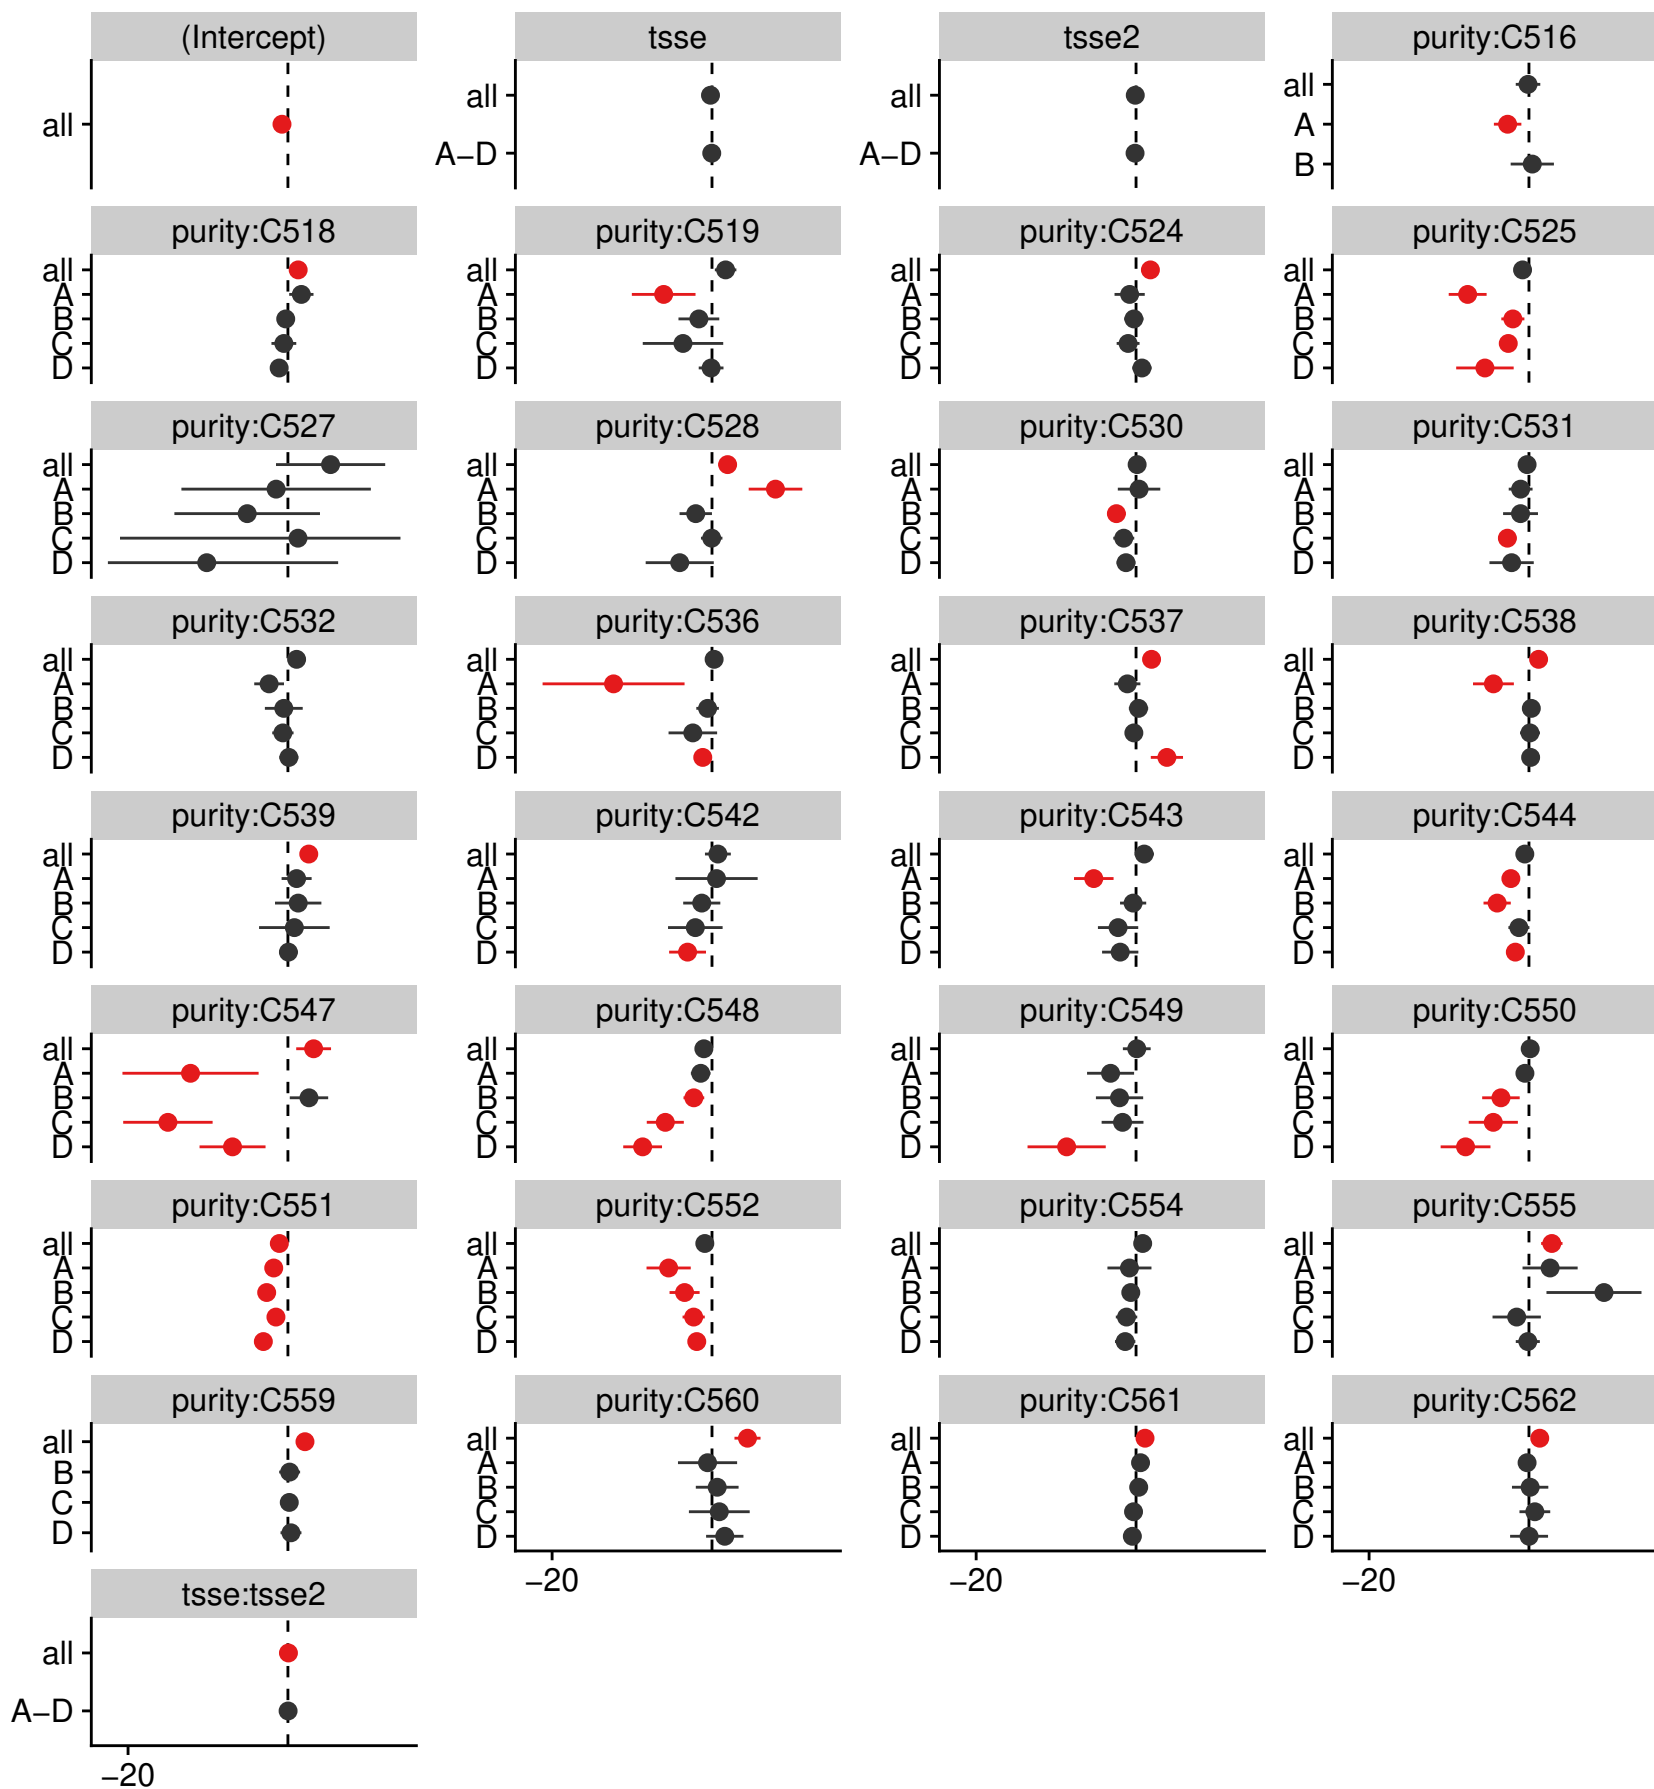 (Intercept)
tsse
tsse2
purity:C516
all
all
A−D
all
A−D
all
A
B
purity:C518
purity:C519
purity:C524
purity:C525
all
A
B
C
D
all
A
B
C
D
all
A
B
C
D
all
A
B
C
D
purity:C527
purity:C528
purity:C530
purity:C531
all
A
B
C
D
all
A
B
C
D
all
A
B
C
D
all
A
B
C
D
purity:C532
purity:C536
purity:C537
purity:C538
all
A
B
C
D
all
A
B
C
D
all
A
B
C
D
all
A
B
C
D
purity:C539
purity:C542
purity:C543
purity:C544
all
A
B
C
D
all
A
B
C
D
all
A
B
C
D
all
A
B
C
D
purity:C547
purity:C548
purity:C549
purity:C550
all
A
B
C
D
all
A
B
C
D
all
A
B
C
D
all
A
B
C
D
purity:C551
purity:C552
purity:C554
purity:C555
all
A
B
C
D
all
A
B
C
D
all
A
B
C
D
all
A
B
C
D
purity:C559
purity:C560
purity:C561
purity:C562
all
B
C
D
all
A
B
C
D
all
A
B
C
D
all
A
B
C
D
−20
−20
−20
tsse:tsse2
all
A−D
−20